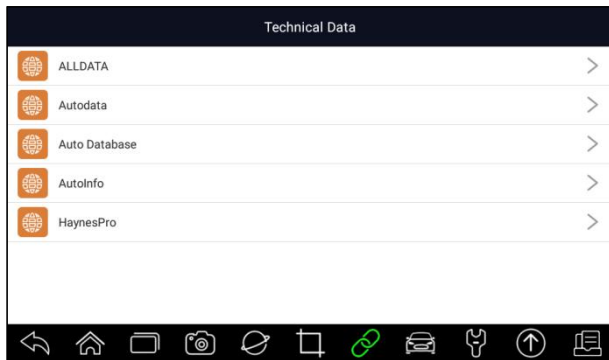 Technical Data
ALLDATA
Autodata
Auto Database
AutoInfo
HaynesPro